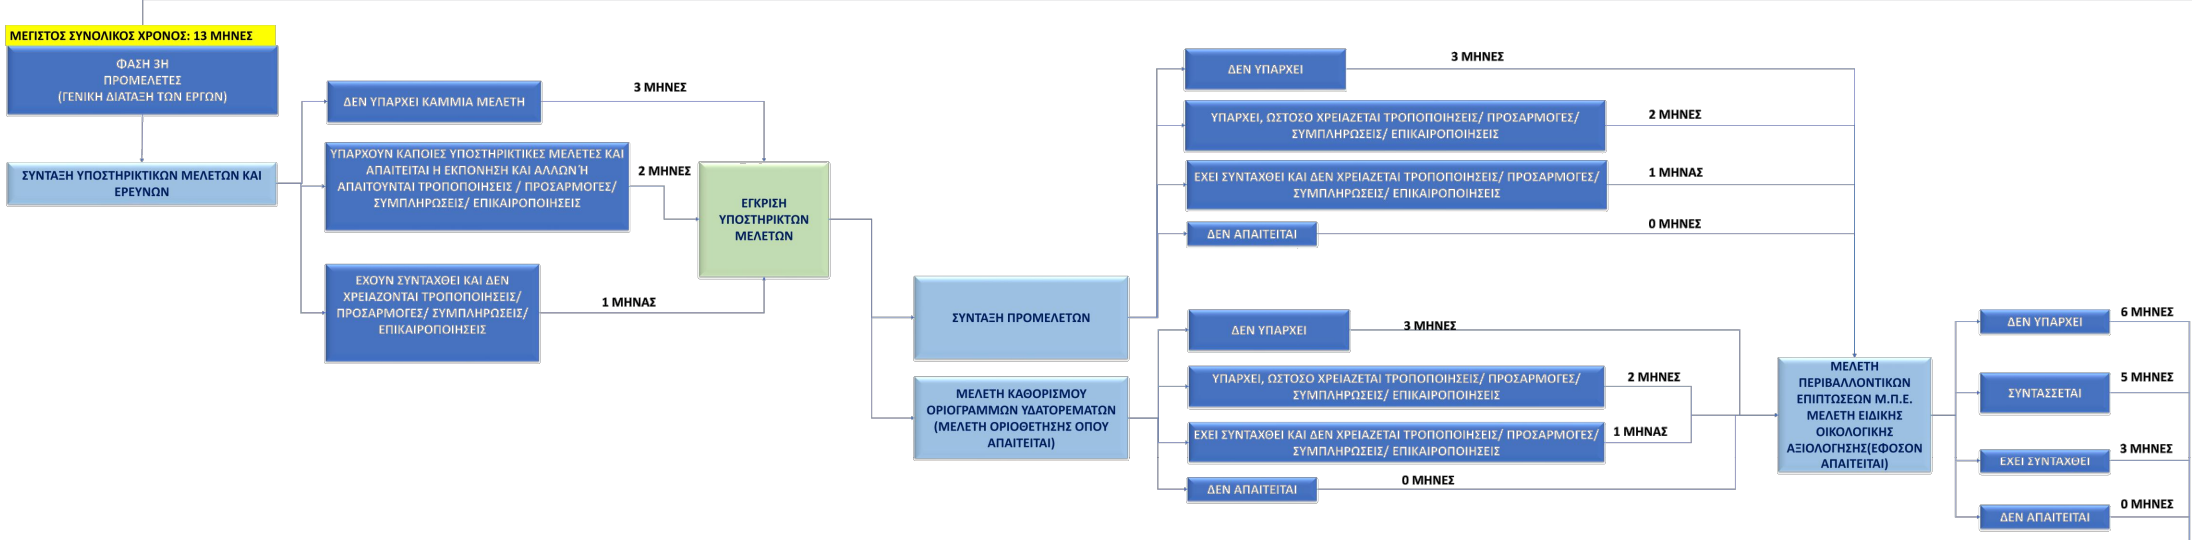 ΜΕΓΙΣΤΟΣ ΣΥΝΟΛΙΚΟΣ ΧΡΟΝΟΣ: 13 ΜΗΝΕΣ
ΦΑΣΗ 3Η
ΠΡΟΜΕΛΕΤΕΣ
(ΓΕΝΙΚΗ ΔΙΑΤΑΞΗ ΤΩΝ ΕΡΓΩΝ)
ΣΥΝΤΑΞΗ ΥΠΟΣΤΗΡΙΚΤΙΚΩΝ ΜΕΛΕΤΩΝ ΚΑΙ
ΕΡΕΥΝΩΝ
ΔΕΝ ΥΠΑΡΧΕΙ ΚΑΜΜΙΑ ΜΕΛΕΤΗ
3 ΜΗΝΕΣ
ΥΠΑΡΧΟΥΝ ΚΑΠΟΙΕΣ ΥΠΟΣΤΗΡΙΚΤΙΚΕΣ ΜΕΛΕΤΕΣ ΚΑΙ
ΑΠΑΙΤΕΙΤΑΙ Η ΕΚΠΟΝΗΣΗ ΚΑΙ ΑΛΛΩΝ Ή
ΑΠΑΙΤΟΥΝΤΑΙ ΤΡΟΠΟΠΟΙΗΣΕΙΣ / ΠΡΟΣΑΡΜΟΓΕΣ/
ΣΥΜΠΛΗΡΩΣΕΙΣ/ ΕΠΙΚΑΙΡΟΠΟΙΗΣΕΙΣ
2 ΜΗΝΕΣ
ΕΧΟΥΝ ΣΥΝΤΑΧΘΕΙ ΚΑΙ ΔΕΝ
ΧΡΕΙΑΖΟΝΤΑΙ ΤΡΟΠΟΠΟΙΗΣΕΙΣ/
ΠΡΟΣΑΡΜΟΓΕΣ/ ΣΥΜΠΛΗΡΩΣΕΙΣ/
ΕΠΙΚΑΙΡΟΠΟΙΗΣΕΙΣ
1 ΜΗΝΑΣ
ΕΓΚΡΙΣΗ
ΥΠΟΣΤΗΡΙΚΤΩΝ
ΜΕΛΕΤΩΝ
ΣΥΝΤΑΞΗ ΠΡΟΜΕΛΕΤΩΝ
ΔΕΝ ΥΠΑΡΧΕΙ
3 ΜΗΝΕΣ
ΥΠΑΡΧΕΙ, ΩΣΤΟΣΟ ΧΡΕΙΑΖΕΤΑΙ ΤΡΟΠΟΠΟΙΗΣΕΙΣ/ ΠΡΟΣΑΡΜΟΓΕΣ/
ΣΥΜΠΛΗΡΩΣΕΙΣ/ ΕΠΙΚΑΙΡΟΠΟΙΗΣΕΙΣ
2 ΜΗΝΕΣ
ΕΧΕΙ ΣΥΝΤΑΧΘΕΙ ΚΑΙ ΔΕΝ ΧΡΕΙΑΖΕΤΑΙ ΤΡΟΠΟΠΟΙΗΣΕΙΣ/ ΠΡΟΣΑΡΜΟΓΕΣ/
ΣΥΜΠΛΗΡΩΣΕΙΣ/ ΕΠΙΚΑΙΡΟΠΟΙΗΣΕΙΣ
1 ΜΗΝΑΣ
ΔΕΝ ΑΠΑΙΤΕΙΤΑΙ
0 ΜΗΝΕΣ
ΜΕΛΕΤΗ ΚΑΘΟΡΙΣΜΟΥ
ΟΡΙΟΓΡΑΜΜΩΝ ΥΔΑΤΟΡΕΜΑΤΩΝ
(ΜΕΛΕΤΗ ΟΡΙΟΘΕΤΗΣΗΣ ΟΠΟΥ
ΑΠΑΙΤΕΙΤΑΙ)
ΔΕΝ ΥΠΑΡΧΕΙ
3 ΜΗΝΕΣ
ΥΠΑΡΧΕΙ, ΩΣΤΟΣΟ ΧΡΕΙΑΖΕΤΑΙ ΤΡΟΠΟΠΟΙΗΣΕΙΣ/ ΠΡΟΣΑΡΜΟΓΕΣ/
ΣΥΜΠΛΗΡΩΣΕΙΣ/ ΕΠΙΚΑΙΡΟΠΟΙΗΣΕΙΣ
2 ΜΗΝΕΣ
ΕΧΕΙ ΣΥΝΤΑΧΘΕΙ ΚΑΙ ΔΕΝ ΧΡΕΙΑΖΕΤΑΙ ΤΡΟΠΟΠΟΙΗΣΕΙΣ/ ΠΡΟΣΑΡΜΟΓΕΣ/
ΣΥΜΠΛΗΡΩΣΕΙΣ/ ΕΠΙΚΑΙΡΟΠΟΙΗΣΕΙΣ
1 ΜΗΝΑΣ
ΔΕΝ ΑΠΑΙΤΕΙΤΑΙ
0 ΜΗΝΕΣ
ΜΕΛΕΤΗ
ΠΕΡΙΒΑΛΛΟΝΤΙΚΩΝ
ΕΠΙΠΤΩΣΕΩΝ Μ.Π.Ε.
ΜΕΛΕΤΗ ΕΙΔΙΚΗΣ
ΟΙΚΟΛΟΓΙΚΗΣ
ΑΞΙΟΛΟΓΗΣΗΣ(ΕΦΟΣΟΝ
ΑΠΑΙΤΕΙΤΑΙ)
ΔΕΝ ΥΠΑΡΧΕΙ
6 ΜΗΝΕΣ
ΣΥΝΤΑΣΣΕΤΑΙ
5 ΜΗΝΕΣ
ΕΧΕΙ ΣΥΝΤΑΧΘΕΙ
3 ΜΗΝΕΣ
ΔΕΝ ΑΠΑΙΤΕΙΤΑΙ
0 ΜΗΝΕΣ